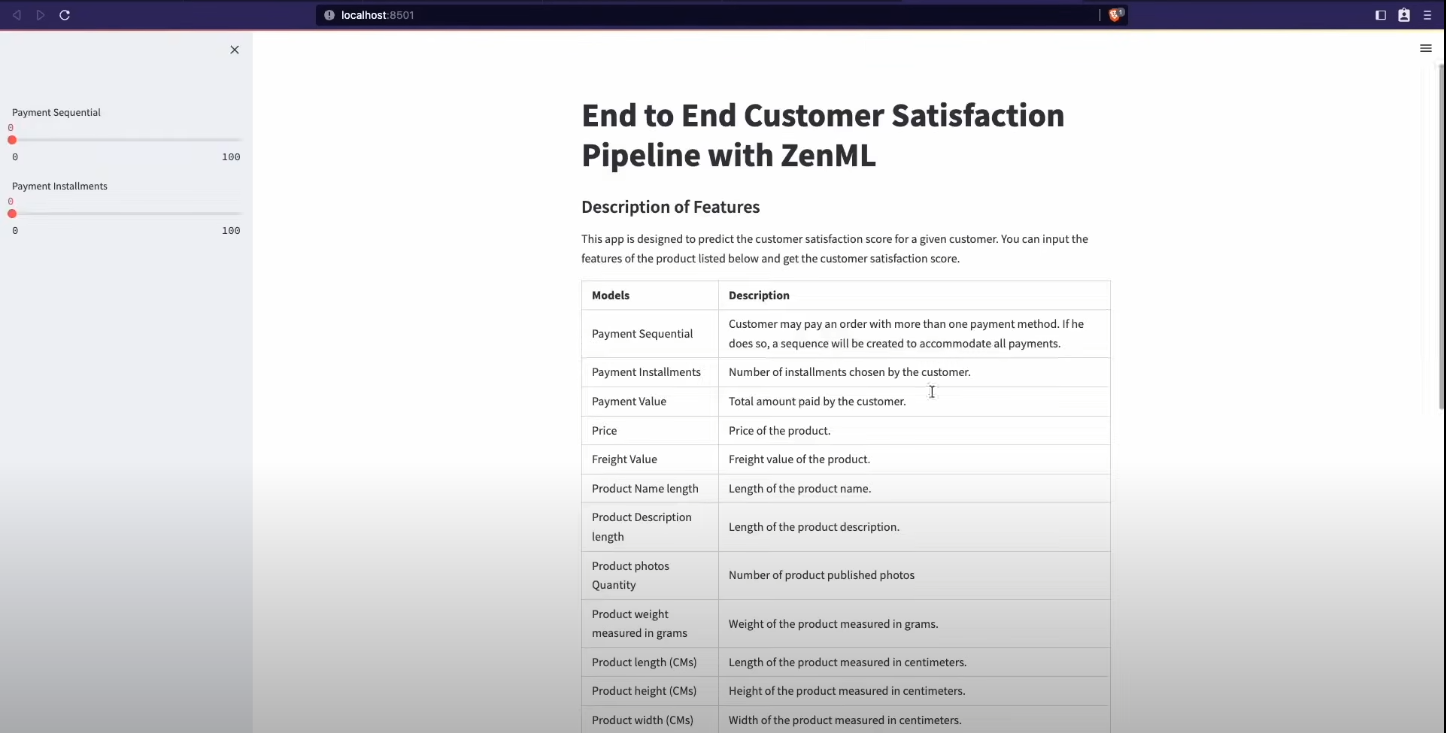 localhost:8501
1
Payment Sequential
0
0 100
Payment Installments
0
0 100
End to End Customer Satisfaction
Pipeline with ZenML
Description of Features
This app is designed to predict the customer satisfaction score for a given customer. You can input the
features of the product listed below and get the customer satisfaction score.
Models Description
Payment Sequential Customer may pay an order with more than one payment method. If he
does so, a sequence will be created to accommodate all payments.
Payment Installments Number of installments chosen by the customer.
Payment Value Total amount paid by the customer.
Price Price of the product.
Freight Value Freight value of the product.
Product Name length Length of the product name.
Product Description
length
Length of the product description.
Product photos
Quantity
Number of product published photos
Product weight
measured in grams
Weight of the product measured in grams.
Product length (CMs) Length of the product measured in centimeters.
Product height (CMs) Height of the product measured in centimeters.
Product width (CMs) Width of the product measured in centimeters.